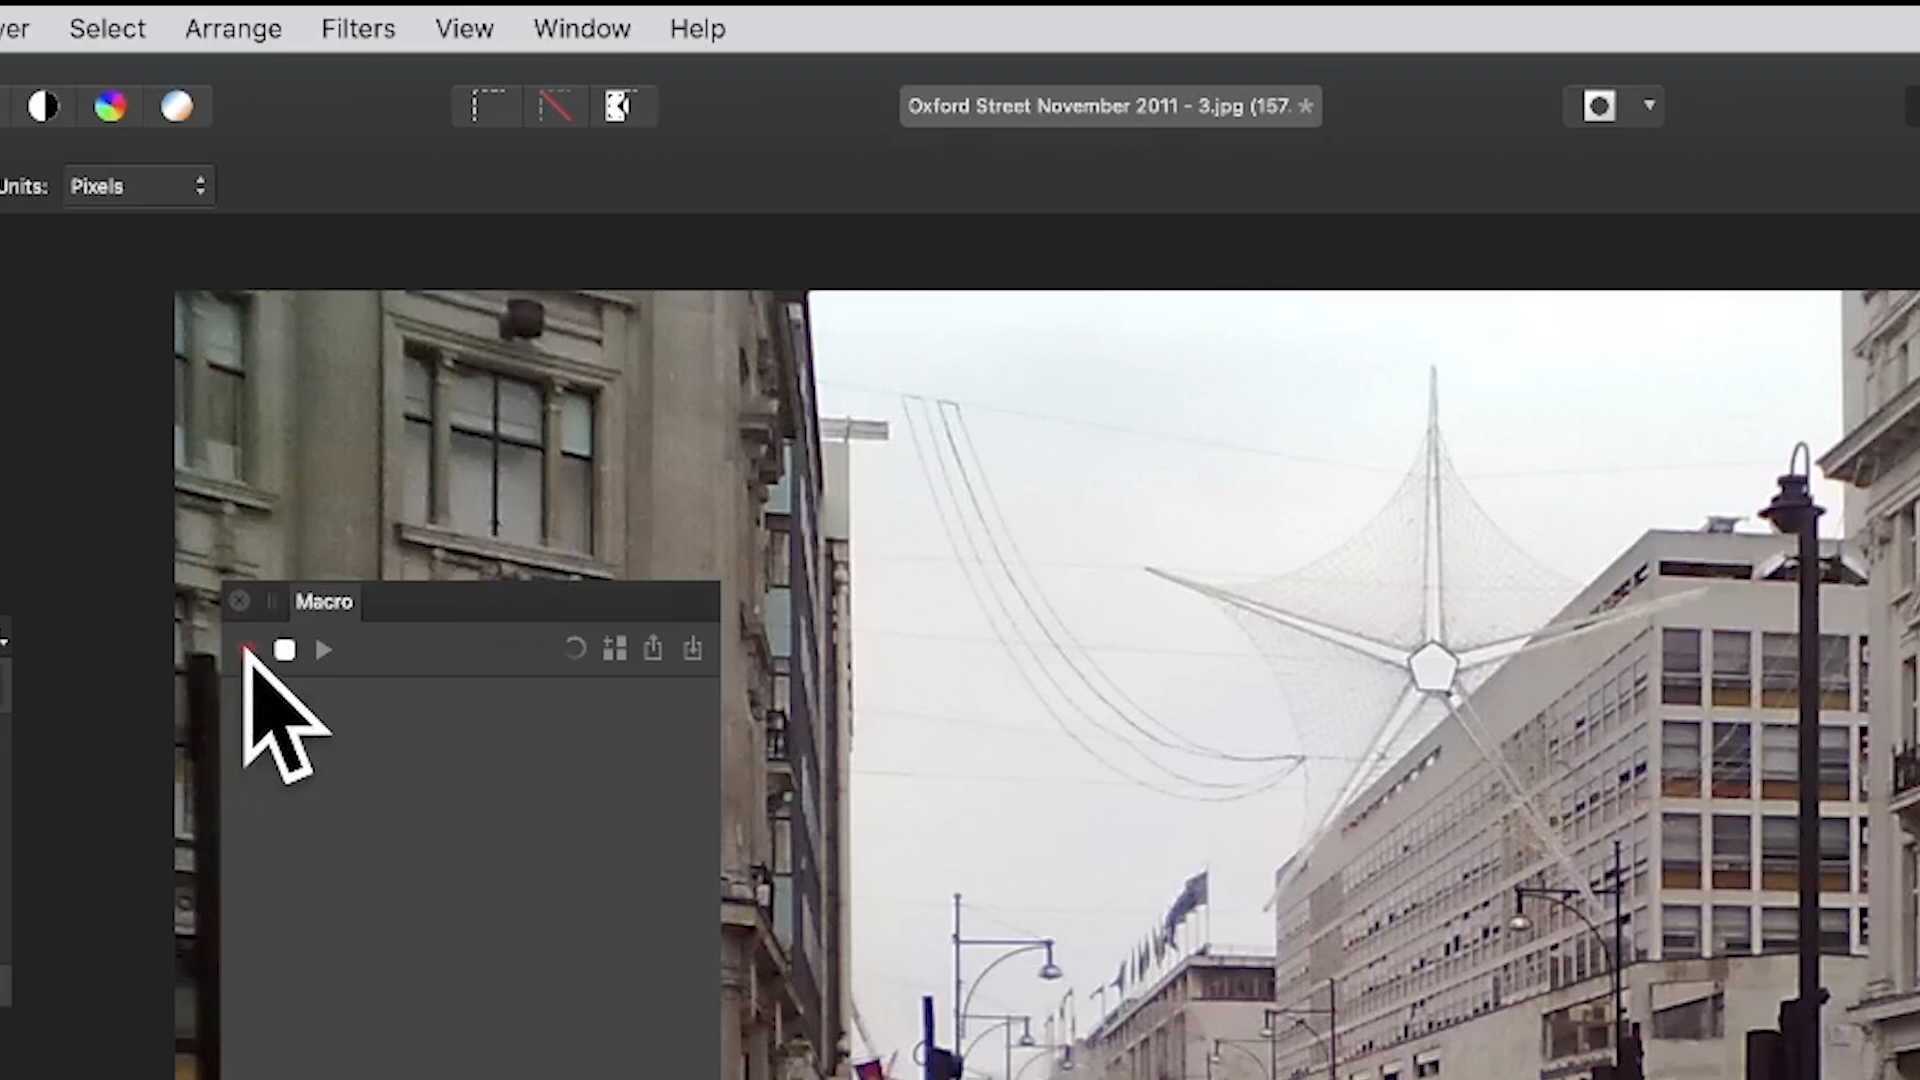 yer Select Arrange Filters View Window Help
Oxford Street November 2011 - 3.jpg (157. *
Units: Pixels
Macro